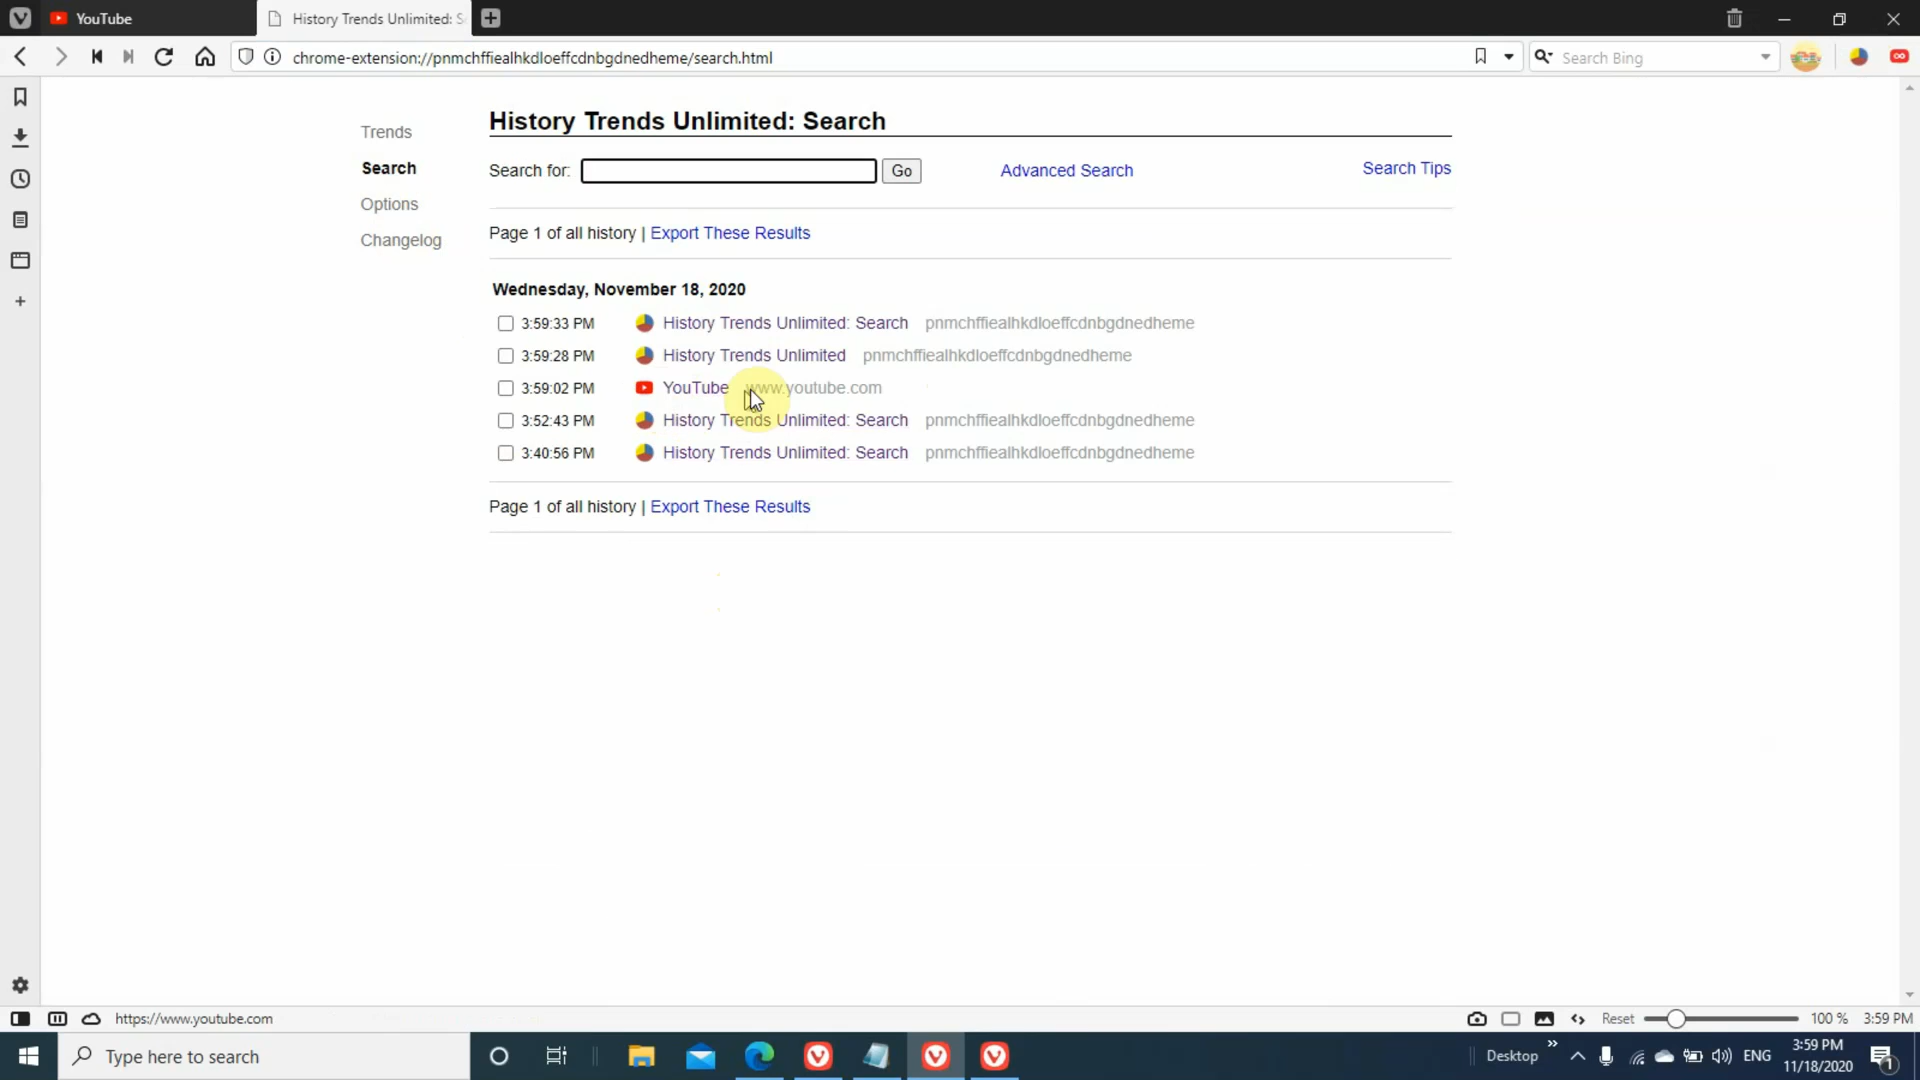 YouTube
History Trends Unlimited: S
chrome-extension://pnmchffiealhkdloeffcdnbgdnedheme/search.html
Search Bing
Trends
Search
Options
Changelog
History Trends Unlimited: Search
Search for:
Go
Advanced Search
Search Tips
Page 1 of all history | Export These Results
Wednesday, November 18, 2020
3:59:33 PM History Trends Unlimited: Search pnmchffiealhkdloeffcdnbgdnedheme
3:59:28 PM History Trends Unlimited pnmchffiealhkdloeffcdnbgdnedheme
3:59:02 PM YouTube www.youtube.com
3:52:43 PM History Trends Unlimited: Search pnmchffiealhkdloeffcdnbgdnedheme
3:40:56 PM History Trends Unlimited: Search pnmchffiealhkdloeffcdnbgdnedheme
Page 1 of all history | Export These Results
https://www.youtube.com
Reset
100 %
3:59 PM
Type here to search
Desktop
ENG
3:59 PM
11/18/2020
1